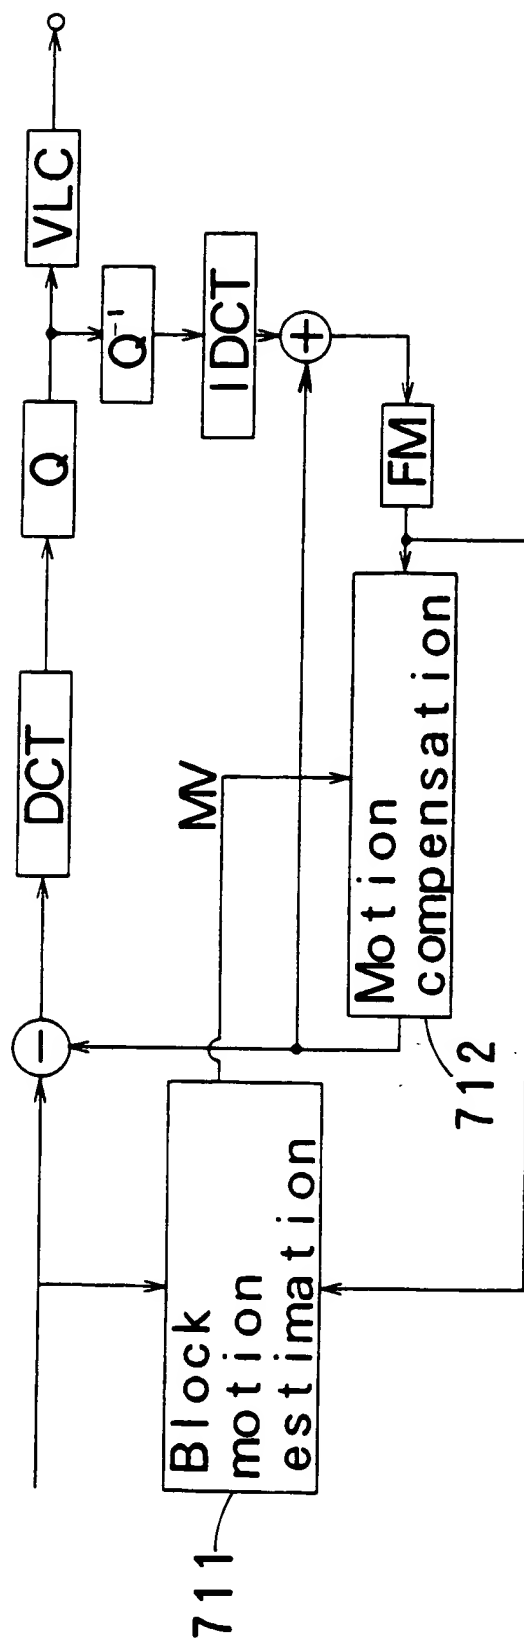 DCT
Q
VLC
Q⁻¹
IDCT
MV
FM
Block
motion
estimation
Motion
compensation
711
712